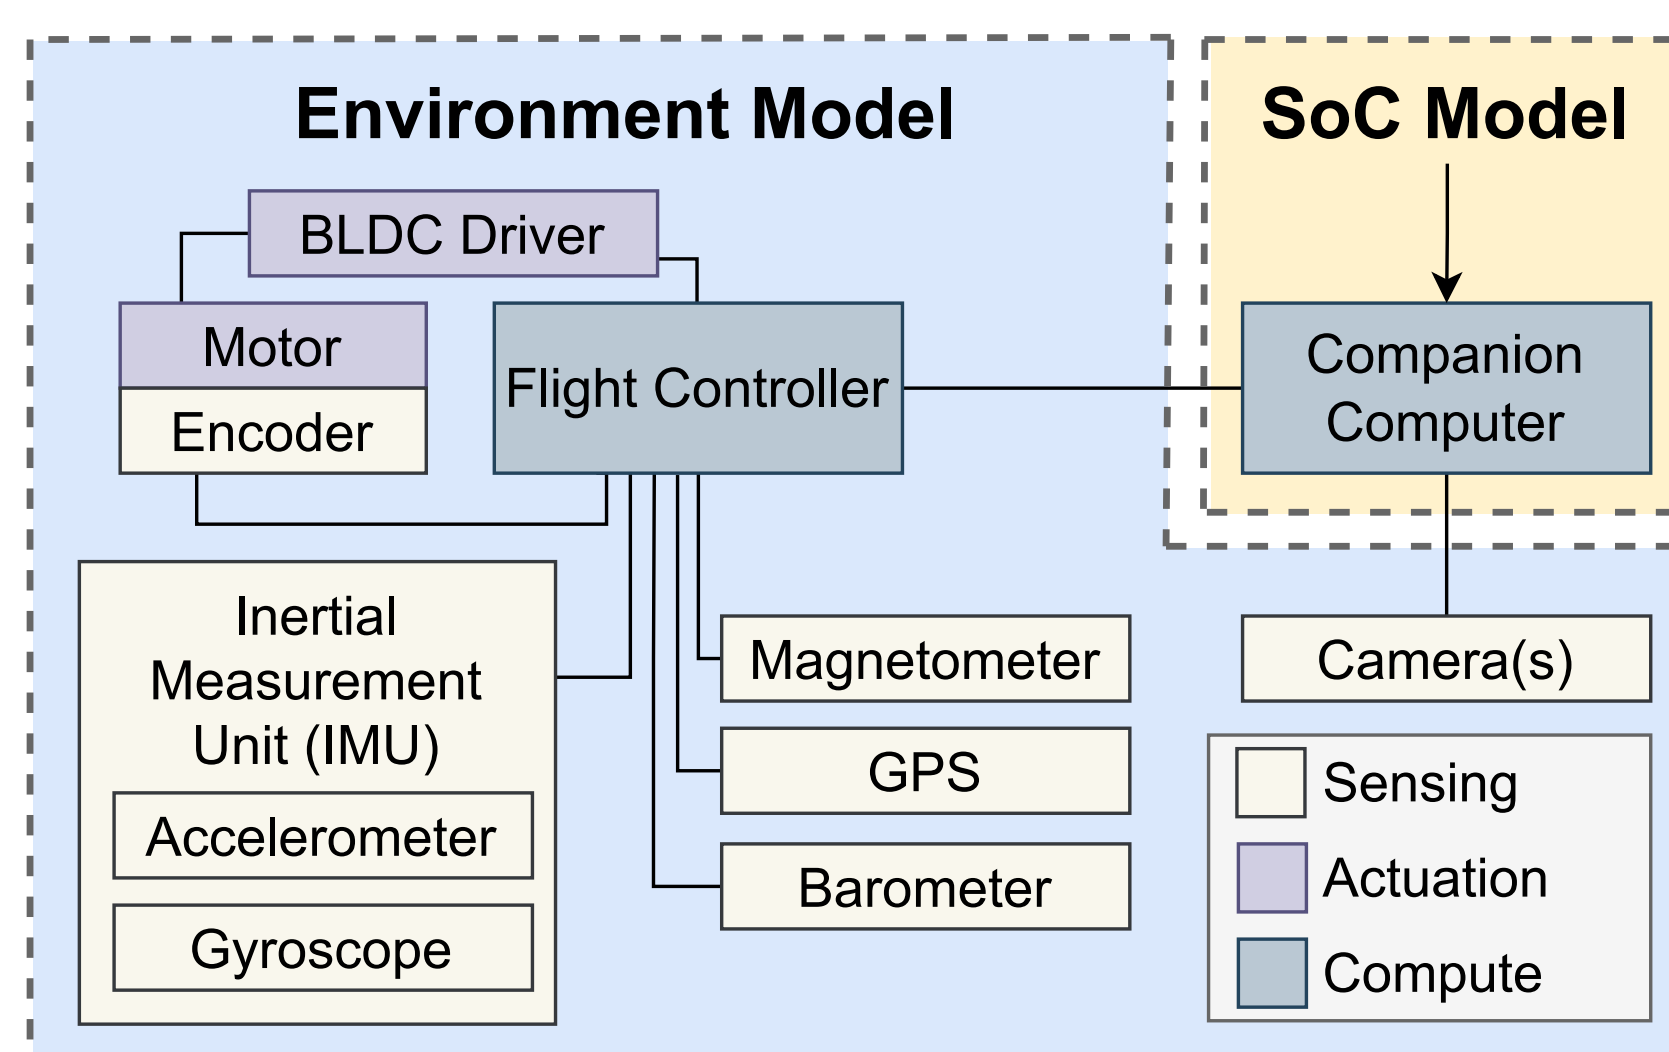 Environment Model
SoC Model
BLDC Driver
Motor
Encoder
Flight Controller
Companion
Computer
Inertial
Measurement
Unit (IMU)
Accelerometer
Gyroscope
Magnetometer
GPS
Barometer
Camera(s)
Sensing
Actuation
Compute